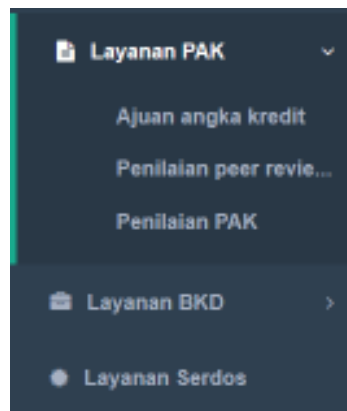 Layanan PAK
Ajuan angka kredit
Penilaian peer revie...
Penilaian PAK
Layanan BKD
Layanan Serdos